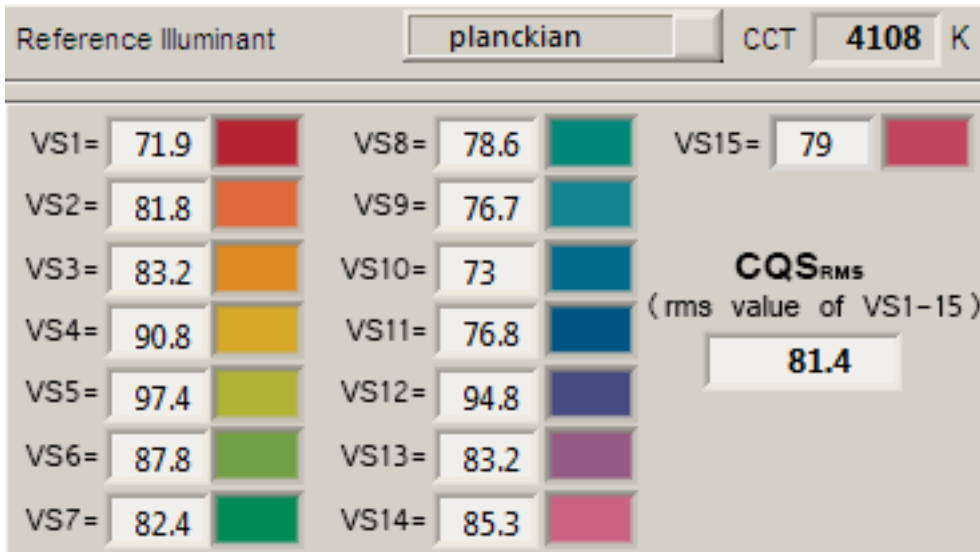 Reference Illuminant planckian CCT 4108 K
VS1= 71.9 VS8= 78.6 VS15= 79
VS2= 81.8 VS9= 76.7
VS3= 83.2 VS10= 73 CQSRMS
(rms value of VS1-15)
VS4= 90.8 VS11= 76.8 81.4
VS5= 97.4 VS12= 94.8
VS6= 87.8 VS13= 83.2
VS7= 82.4 VS14= 85.3